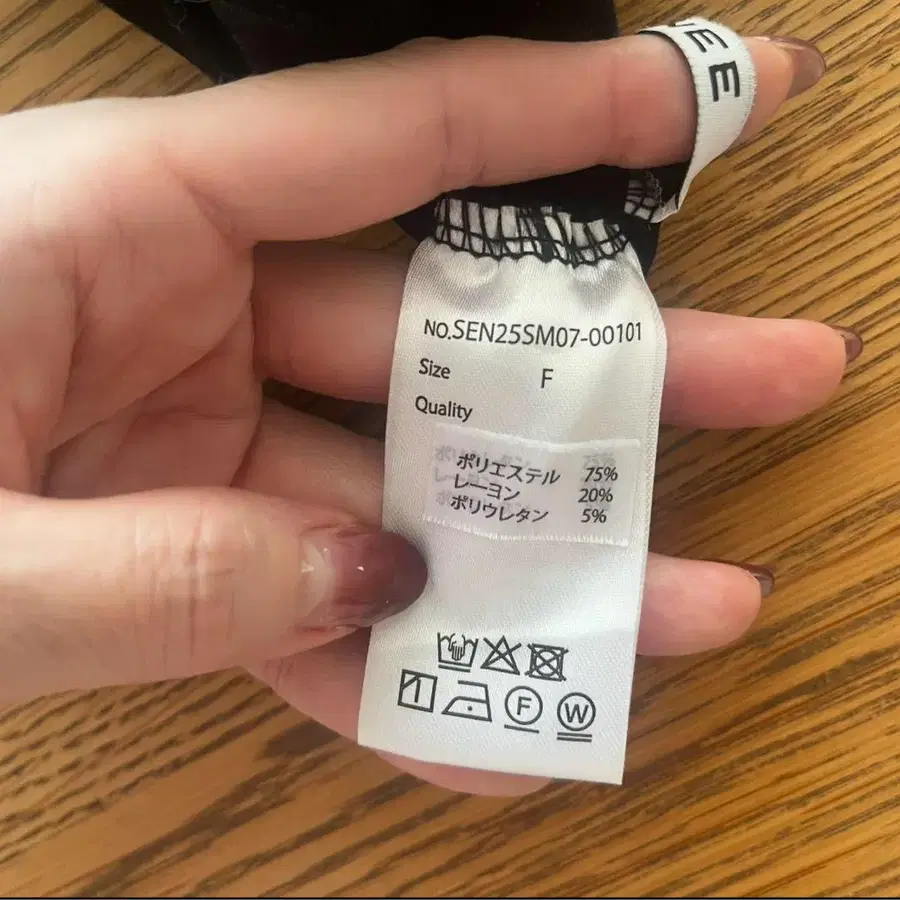 EE
NO.SEN25SM07-00101
Size F
Quality
ポリエステル 75%
レーヨン 20%
ポリウレタン 5%
F W